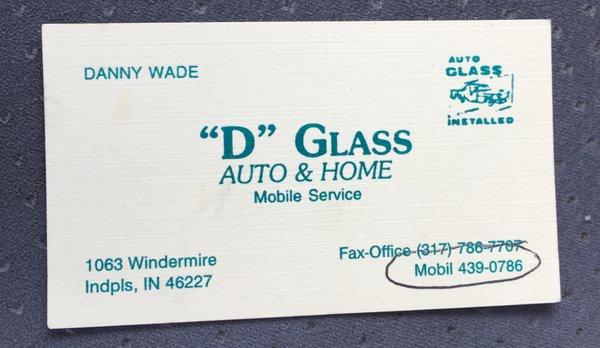 DANNY WADE
AUTO
GLASS
INSTALLED
"D" GLASS
AUTO & HOME
Mobile Service
1063 Windermire
Indpls, IN 46227
Fax-Office (317) 786-7707
Mobil 439-0786